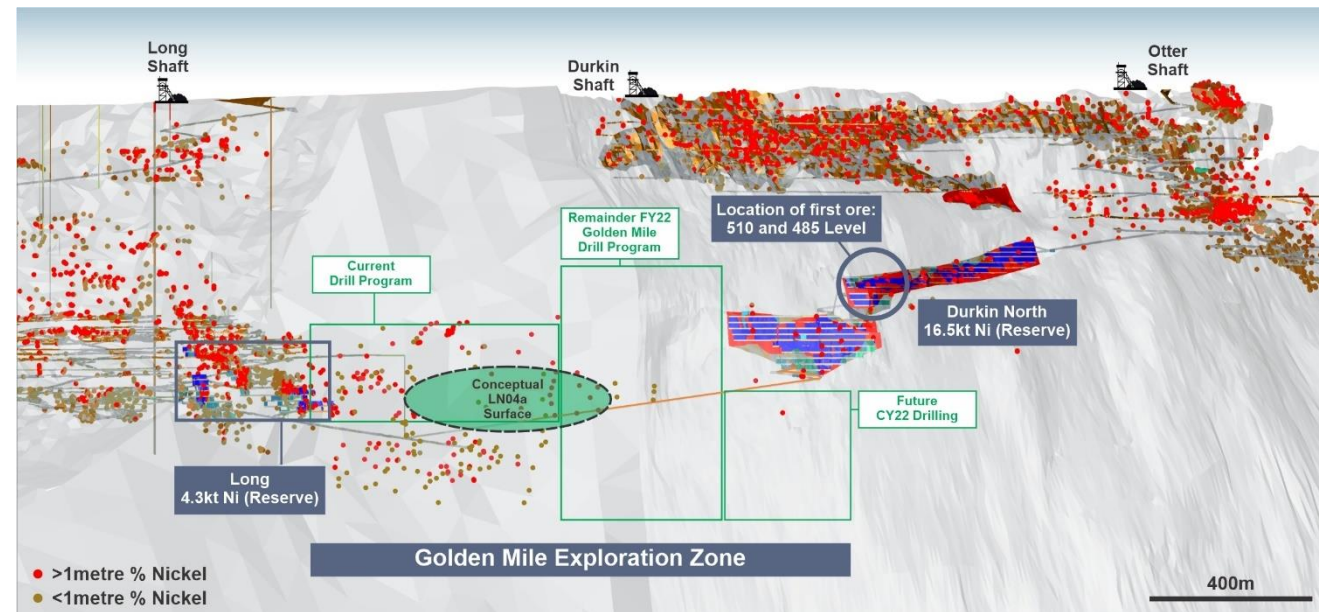 Long
Shaft
Durkin
Shaft
Otter
Shaft
Remainder FY22
Golden Mile
Drill Program
Location of first ore:
510 and 485 Level
Current
Drill Program
Durkin North
16.5kt Ni (Reserve)
Conceptual
LN04a
Surface
Future
CY22 Drilling
Long
4.3kt Ni (Reserve)
Golden Mile Exploration Zone
>1metre % Nickel
<1metre % Nickel
400m